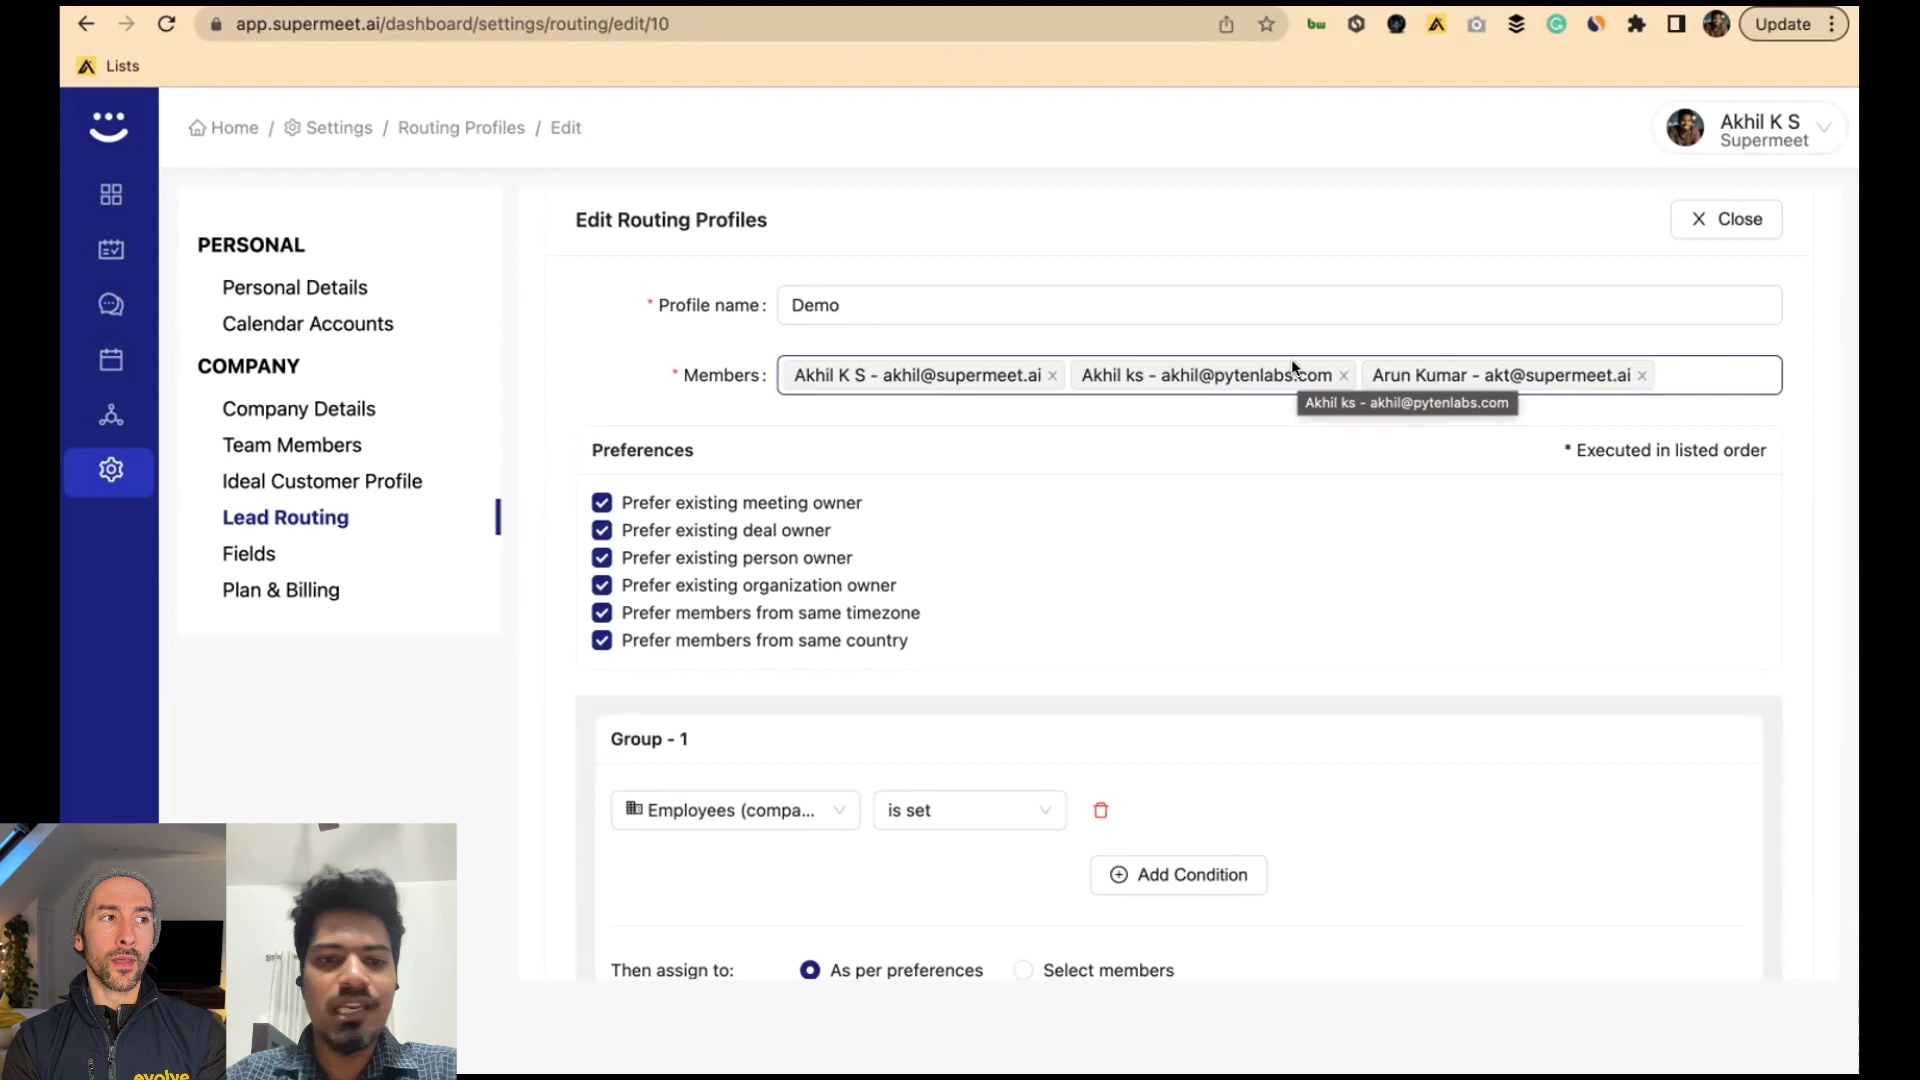 app.supermeet.ai/dashboard/settings/routing/edit/10
Update
Lists
Home / Settings / Routing Profiles / Edit
Akhil K S
Supermeet
PERSONAL
Personal Details
Calendar Accounts
COMPANY
Company Details
Team Members
Ideal Customer Profile
Lead Routing
Fields
Plan & Billing
Edit Routing Profiles
Close
* Profile name : Demo
* Members : Akhil K S - akhil@supermeet.ai × Akhil ks - akhil@pytenlabs.com × Arun Kumar - akt@supermeet.ai ×
Akhil ks - akhil@pytenlabs.com
Preferences
* Executed in listed order
Prefer existing meeting owner
Prefer existing deal owner
Prefer existing person owner
Prefer existing organization owner
Prefer members from same timezone
Prefer members from same country
Group - 1
Employees (compa... is set
Add Condition
Then assign to: As per preferences Select members
evolve